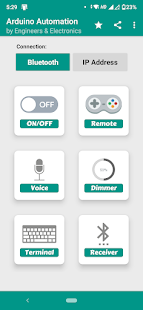 5:29
Arduino Automation
by Engineers & Electronics
Connection:
Bluetooth IP Address
OFF
ON/OFF Remote
Voice Dimmer
Terminal Receiver